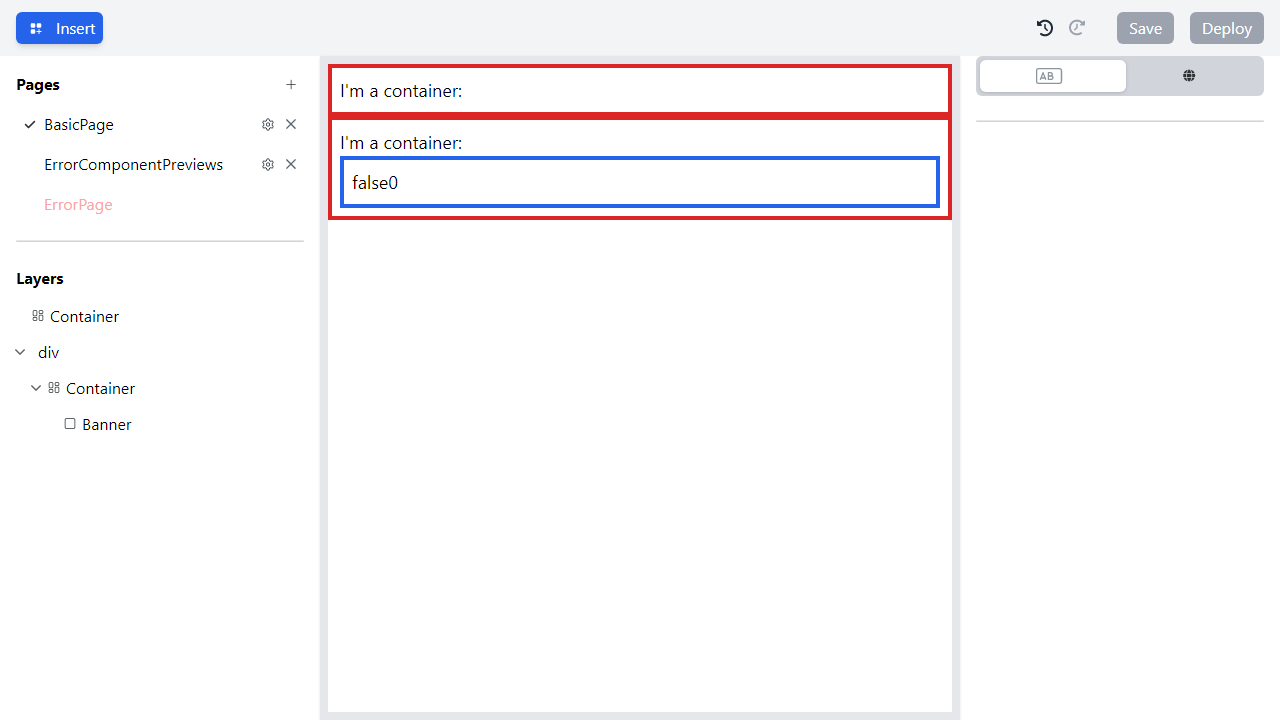 Insert
Save
Deploy
Pages
BasicPage
ErrorComponentPreviews
ErrorPage
Layers
Container
div
Container
Banner
I'm a container:
I'm a container:
false0
AB